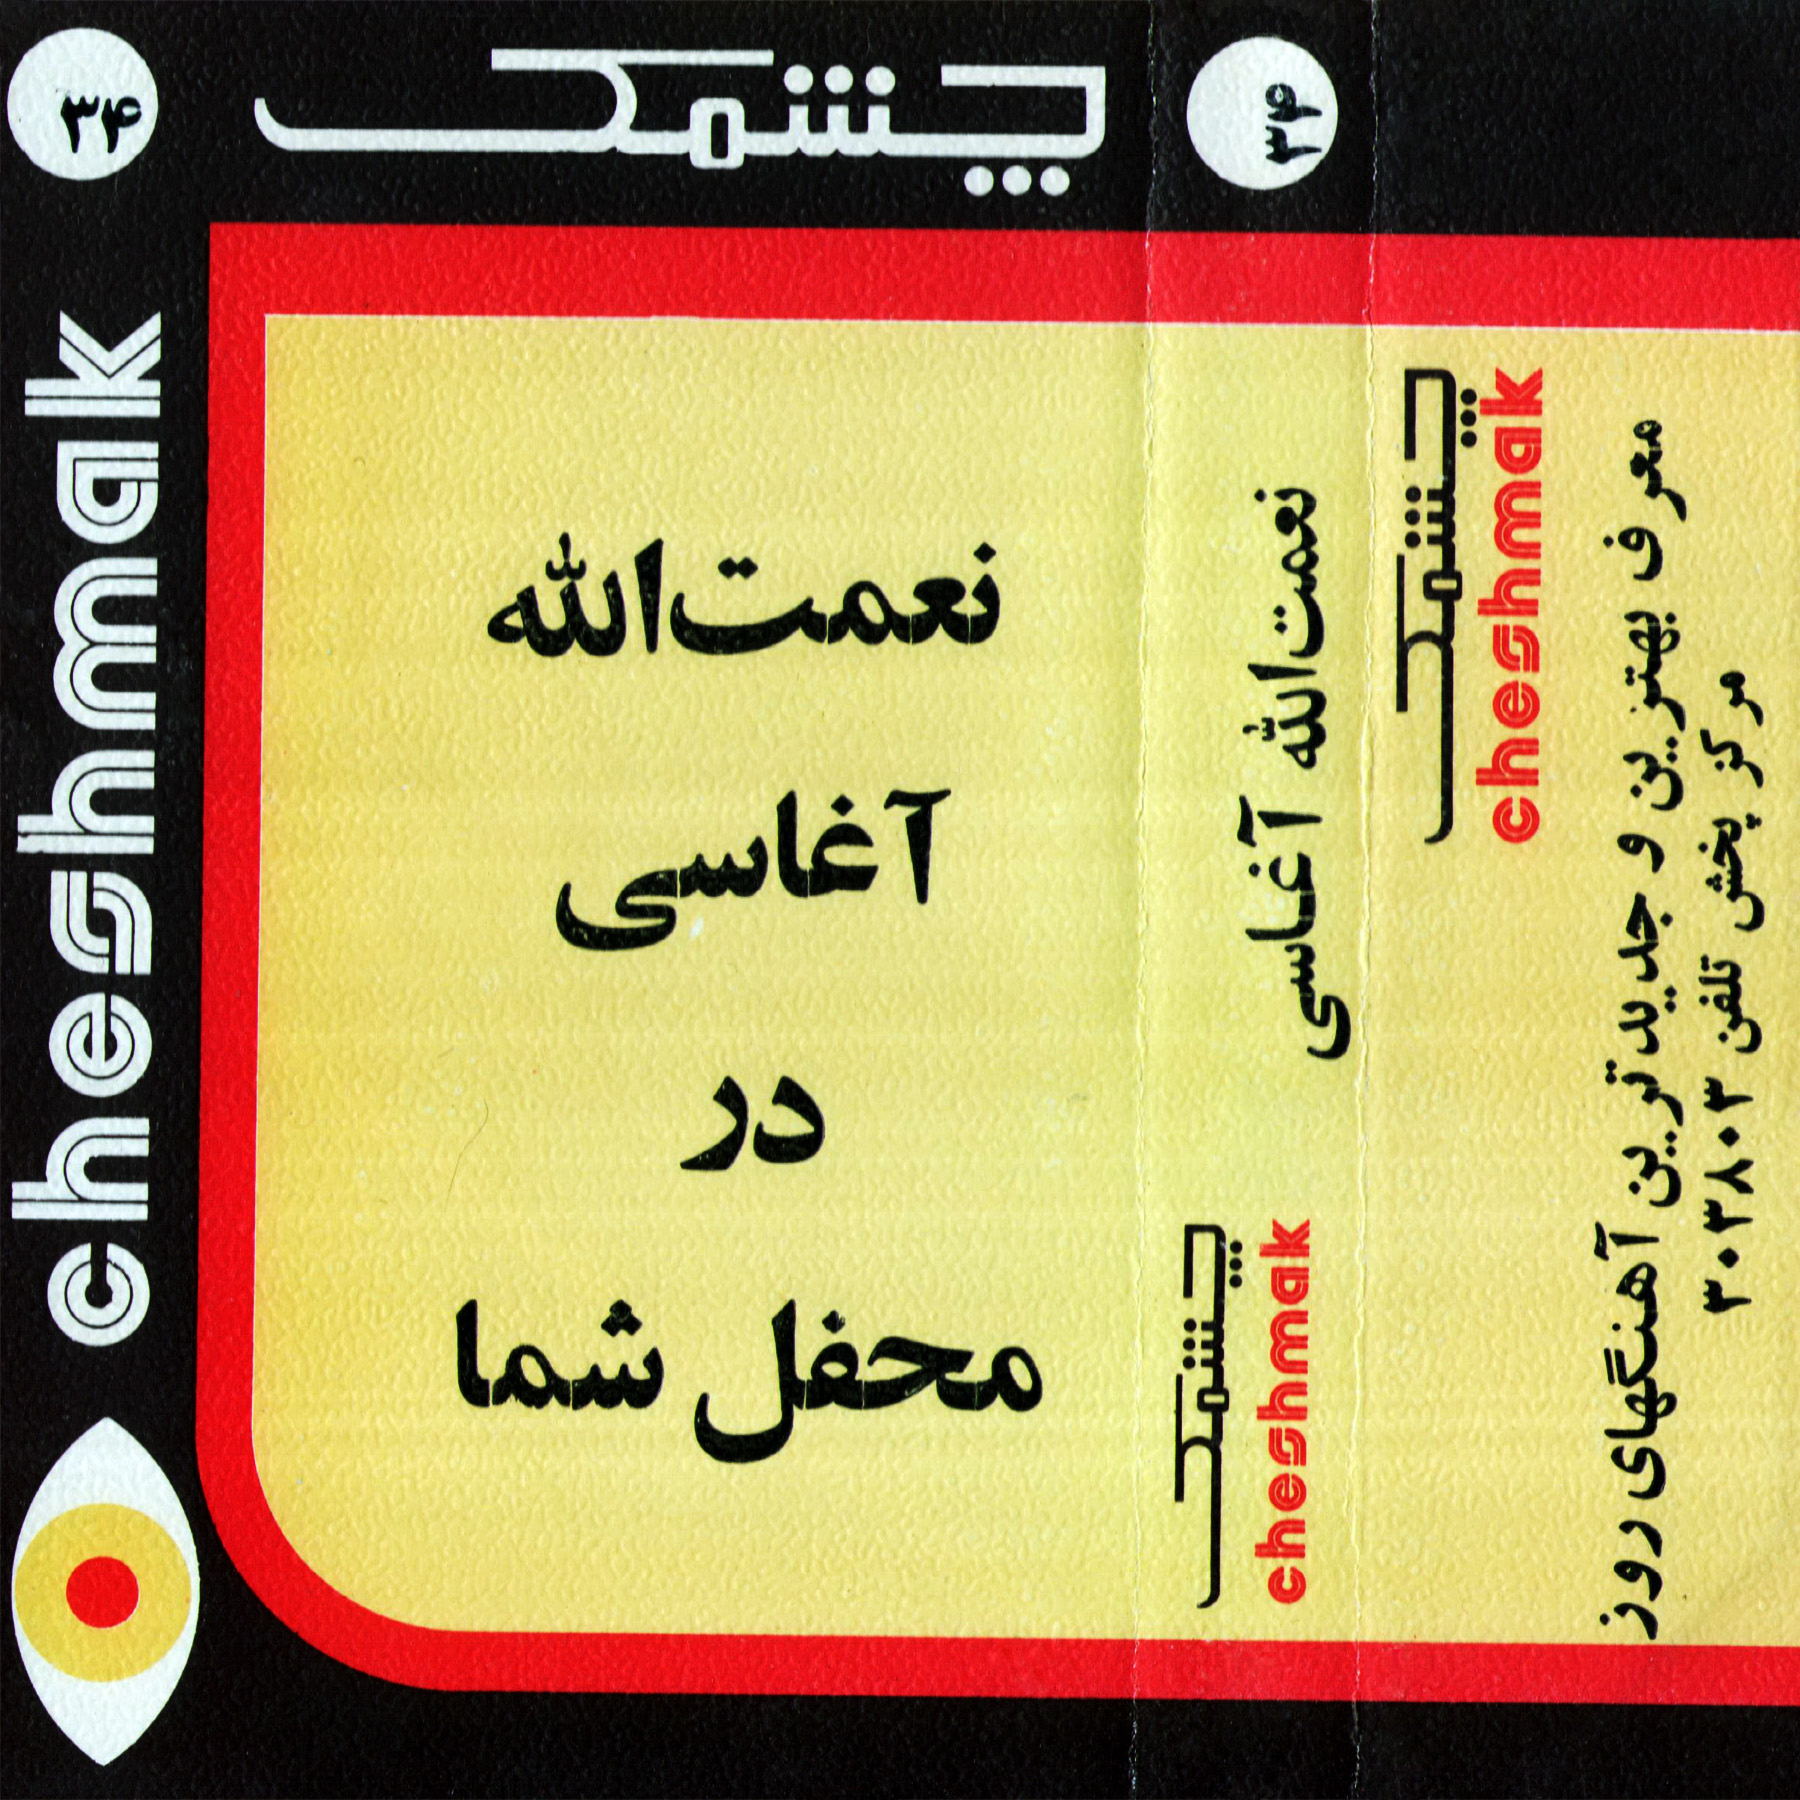 ۳۴
چشمک
۳۴
cheshmak
نعمت‌الله
آغاسی
در
محفل شما
نعمت‌الله آغاسی
چشمک
cheshmak
چشمک
cheshmak
معرف بهترین و جدیدترین آهنگهای روز
مرکز پخش تلفن ۳۰۳۸۰۳